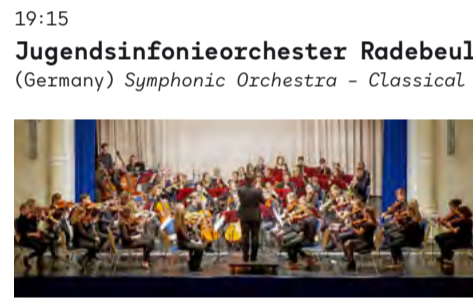 19:15
Jugendsinfonieorchester Radebeul
(Germany) Symphonic Orchestra – Classical